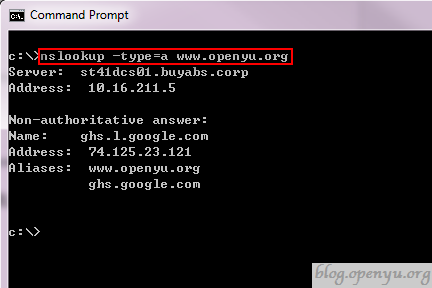 Command Prompt
c:\>nslookup -type=a www.openyu.org
Server:  st41dcs01.buyabs.corp
Address:  10.16.211.5
Non-authoritative answer:
Name:    ghs.l.google.com
Address:  74.125.23.121
Aliases:  www.openyu.org
ghs.l.google.com
c:\>
blog.openyu.org